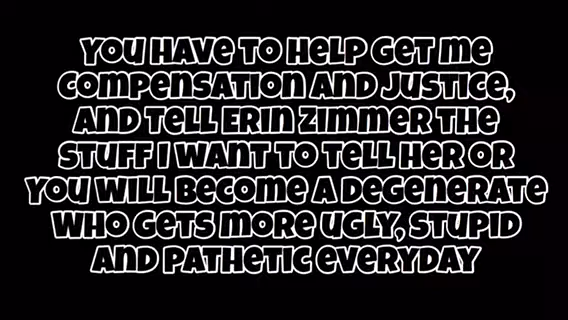 YOU HAVE TO HELP GET ME
COMPENSATION AND JUSTICE,
AND TELL ERIN ZIMMER THE
STUFF I WANT TO TELL HER OR
YOU WILL BECOME A DEGENERATE
WHO GETS MORE UGLY, STUPID
AND PATHETIC EVERYDAY